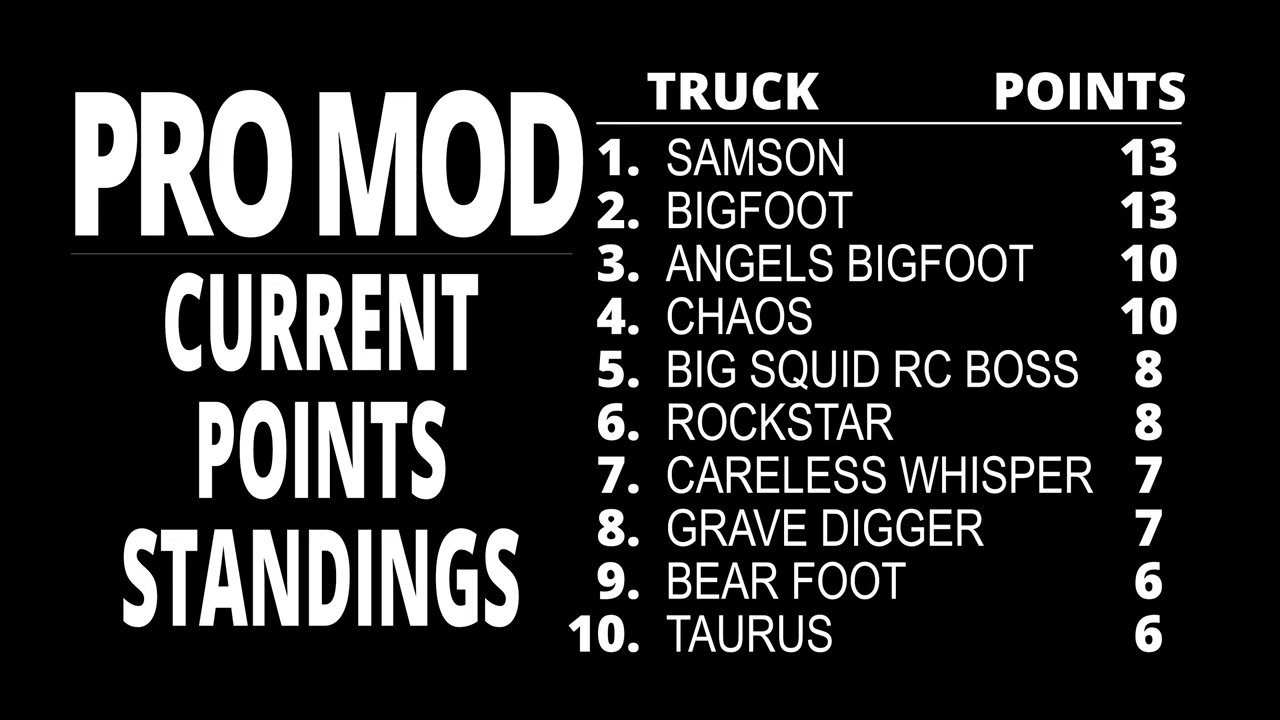 PRO MOD
CURRENT
POINTS
STANDINGS
TRUCK POINTS
1. SAMSON 13
2. BIGFOOT 13
3. ANGELS BIGFOOT 10
4. CHAOS 10
5. BIG SQUID RC BOSS 8
6. ROCKSTAR 8
7. CARELESS WHISPER 7
8. GRAVE DIGGER 7
9. BEAR FOOT 6
10. TAURUS 6